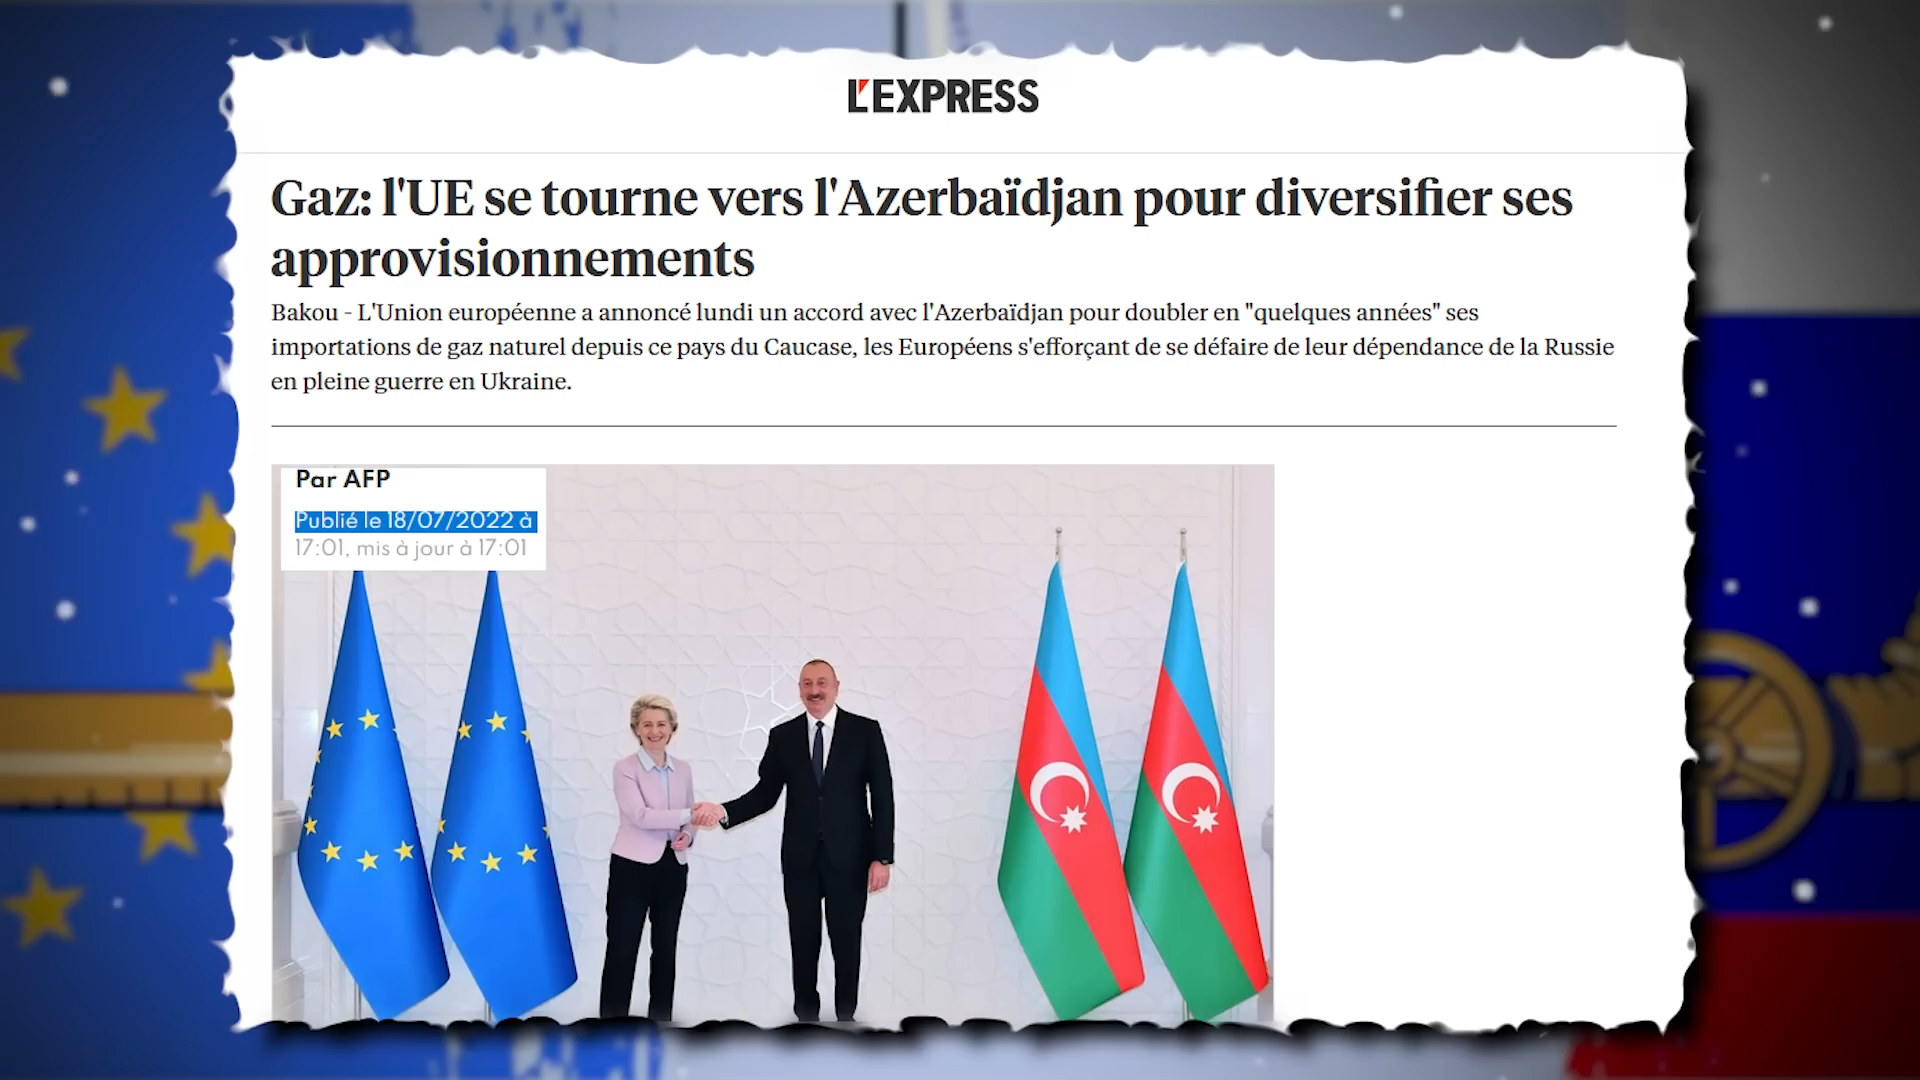 L'EXPRESS
Gaz: l'UE se tourne vers l'Azerbaïdjan pour diversifier ses
approvisionnements
Bakou - L'Union européenne a annoncé lundi un accord avec l'Azerbaïdjan pour doubler en "quelques années" ses
importations de gaz naturel depuis ce pays du Caucase, les Européens s'efforçant de se défaire de leur dépendance de la Russie
en pleine guerre en Ukraine.
Par AFP
Publié le 18/07/2022 à
17:01, mis à jour à 17:01